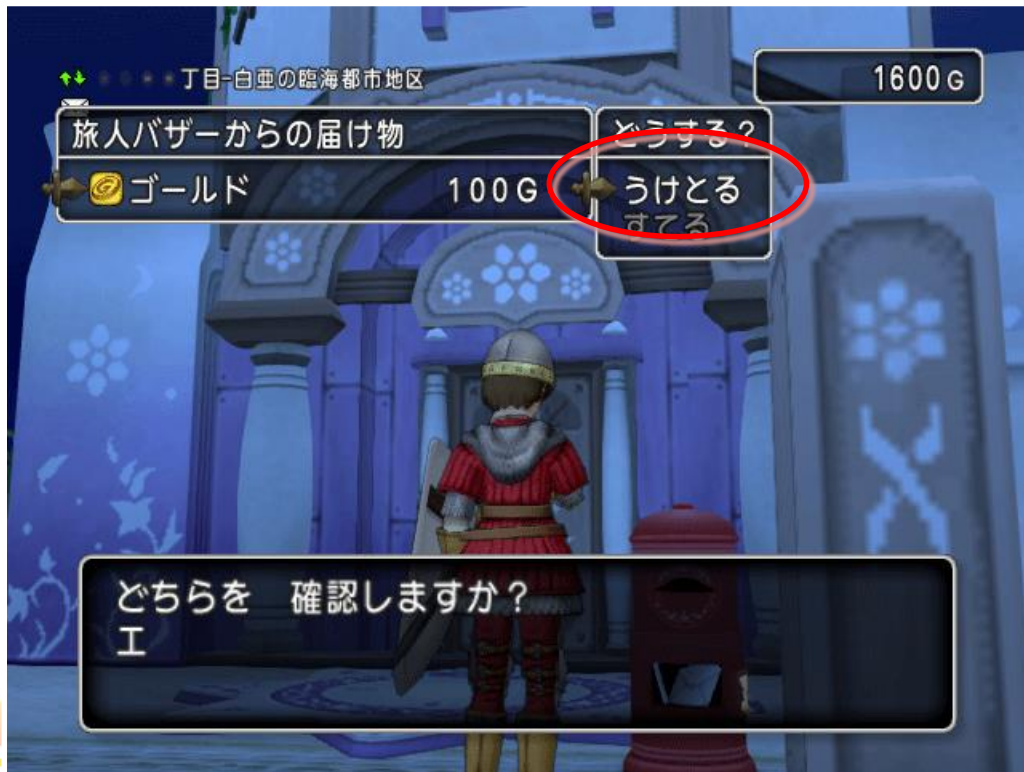 丁目-白亜の臨海都市地区
1600G
旅人バザーからの届け物
どうする？
ゴールド 100G
うけとる
すてる
どちらを 確認しますか？
エ